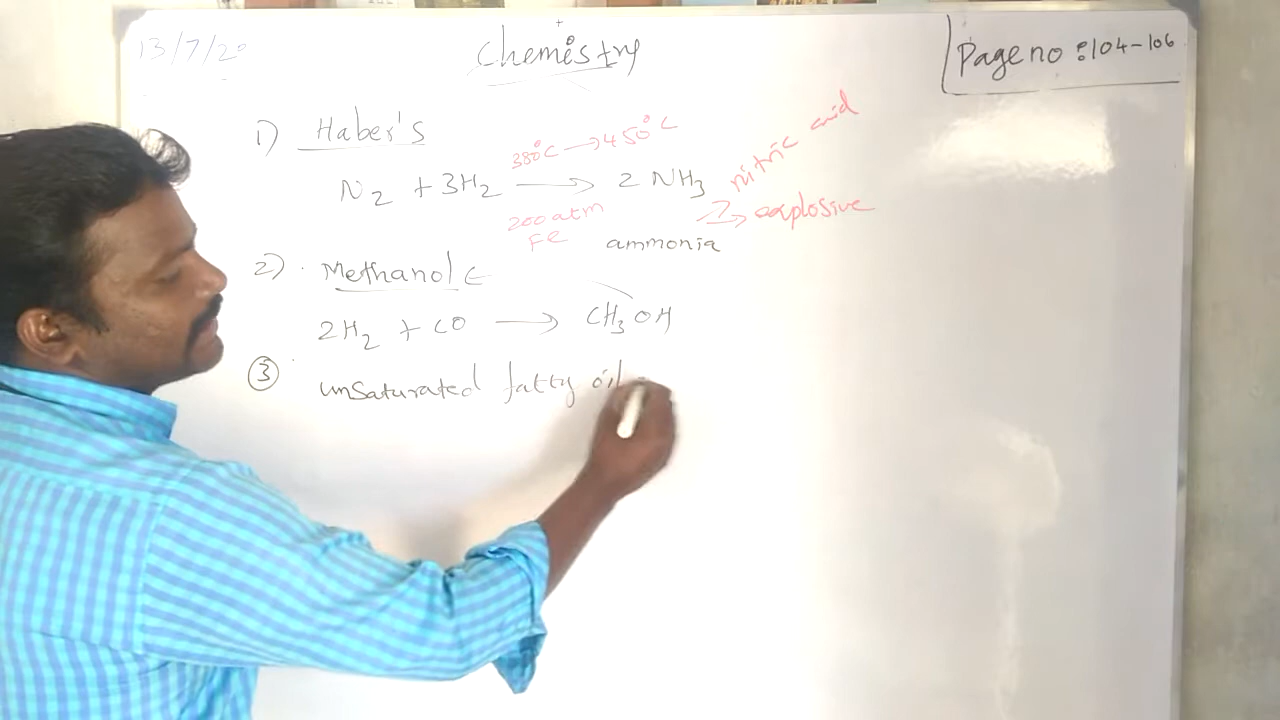 13/7/20
Chemistry
Page no : 104-106
1) Haber's
380°C → 450°C
N2 + 3H2 → 2 NH3
200 atm
Fe
ammonia
nitric acid
explosive
2) Methanol
2H2 + CO → CH3OH
3 unsaturated fatty oil